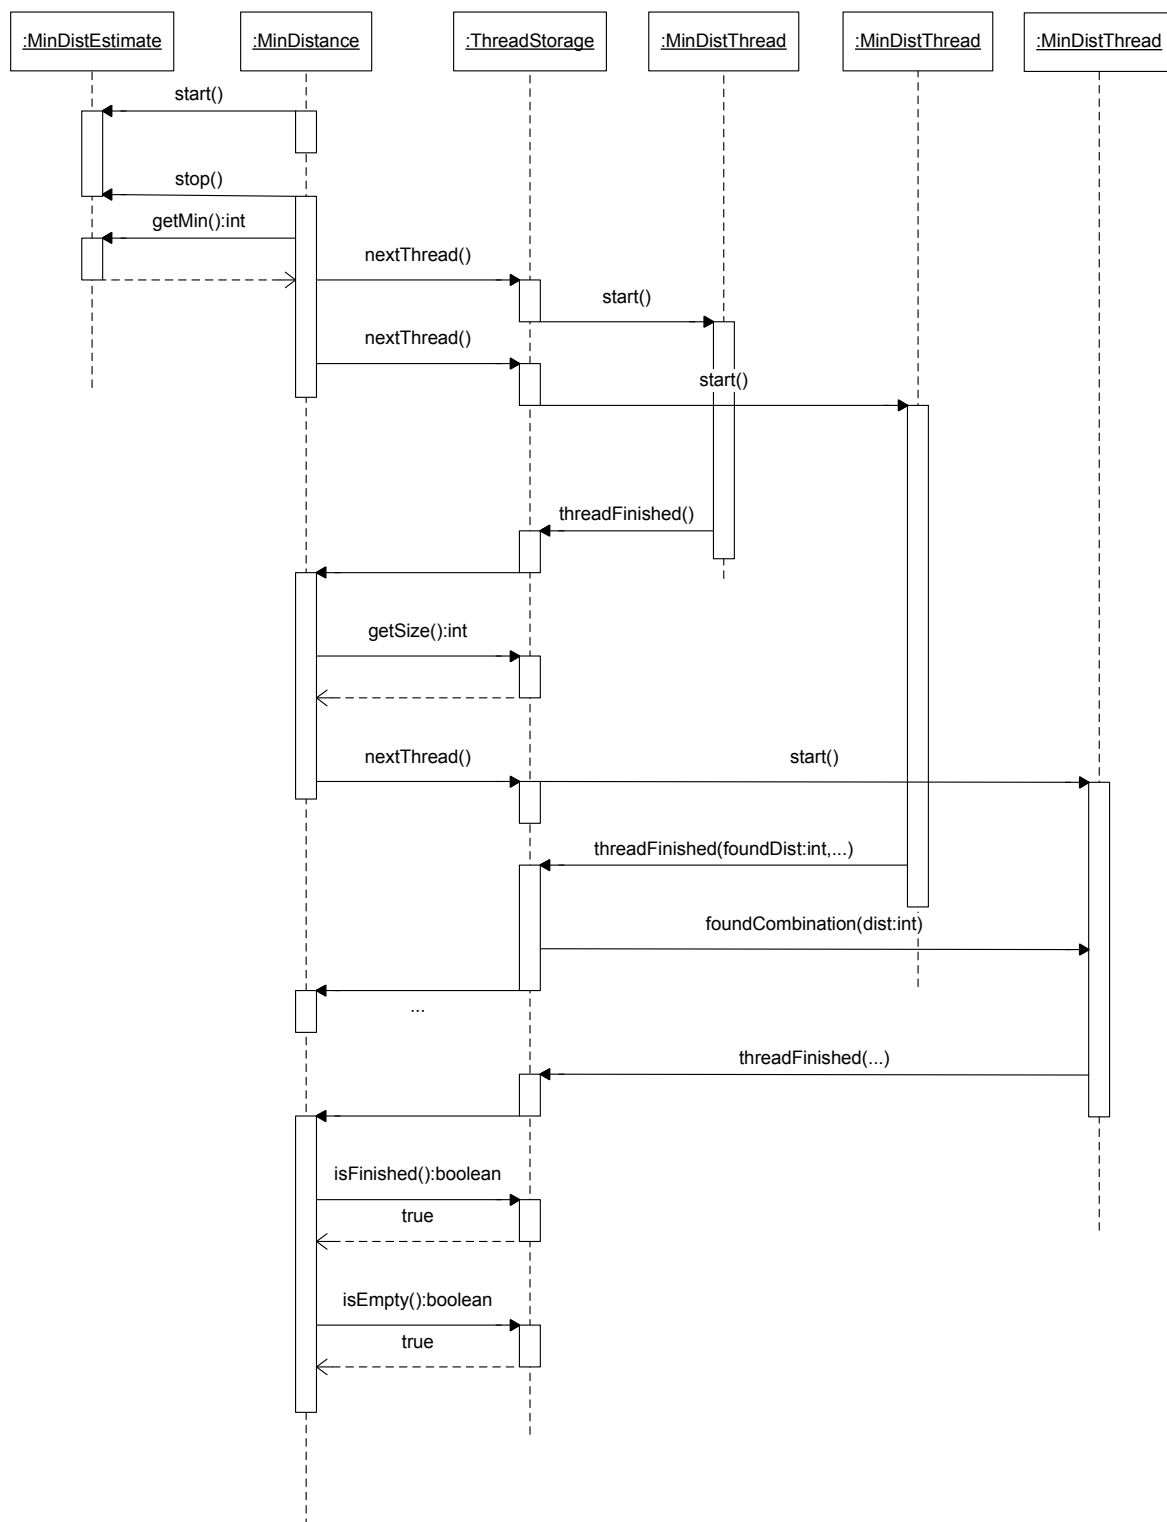 :MinDistEstimate
:MinDistance
:ThreadStorage
:MinDistThread
:MinDistThread
:MinDistThread
start()
stop()
getMin():int
nextThread()
start()
nextThread()
start()
threadFinished()
getSize():int
nextThread()
start()
threadFinished(foundDist:int,...)
foundCombination(dist:int)
...
threadFinished(...)
isFinished():boolean
true
isEmpty():boolean
true